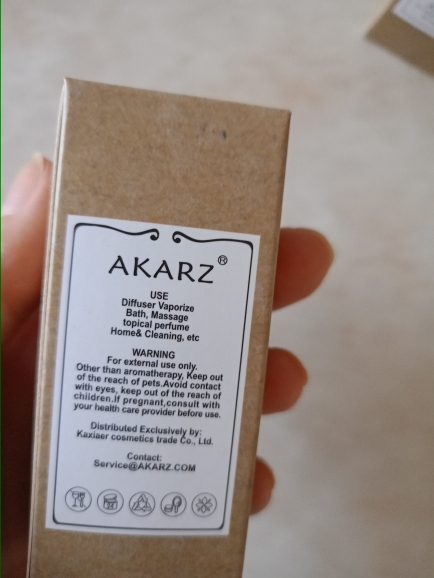 AKARZ®
USE
Diffuser Vaporize
Bath, Massage
topical perfume
Home& Cleaning, etc
WARNING
For external use only.
Other than aromatherapy, Keep out
of the reach of pets.Avoid contact
with eyes, keep out of the reach of
children.if pregnant,consult with
your health care provider before use.
Distributed Exclusively by:
Kaxiaer cosmetics trade Co., Ltd.
Contact:
Service@AKARZ.COM